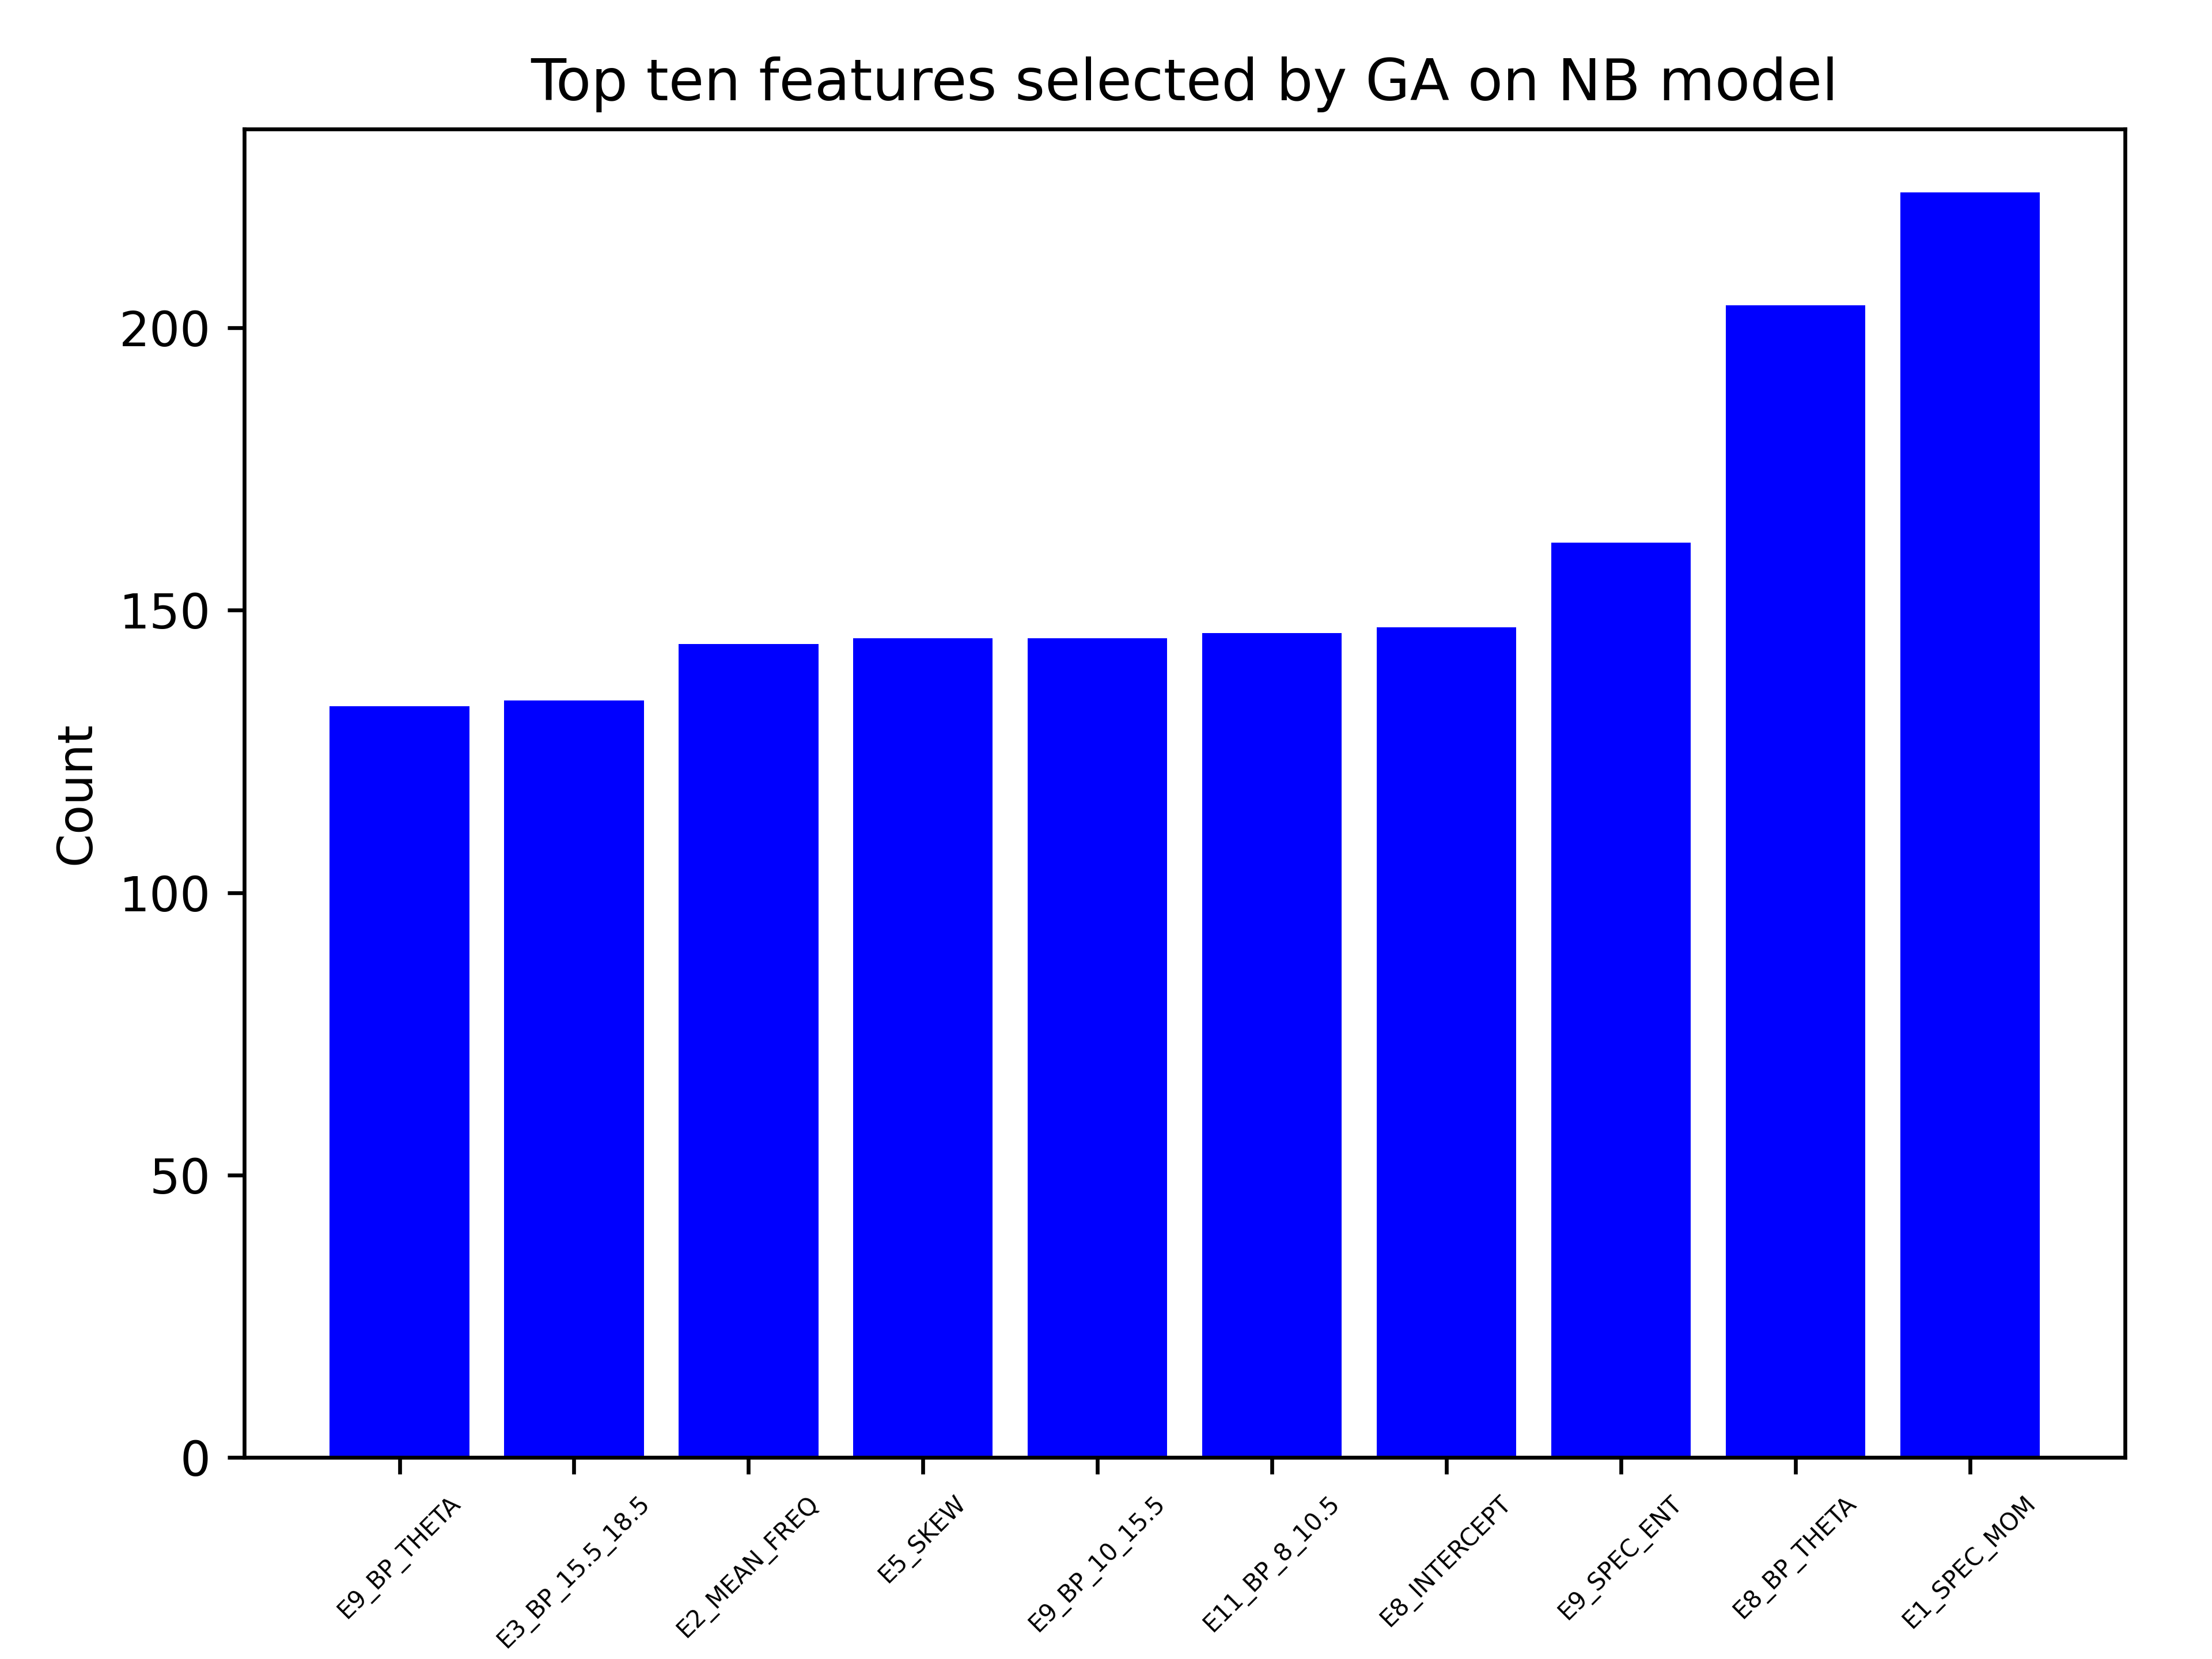 Top ten features selected by GA on NB model
Count
200
150
100
50
0
E9_BP_THETA
E3_BP_15.5_18.5
E2_MEAN_FREQ
E5_SKEW
E9_BP_10_15.5
E11_BP_8_10.5
E8_INTERCEPT
E9_SPEC_ENT
E8_BP_THETA
E1_SPEC_MOM